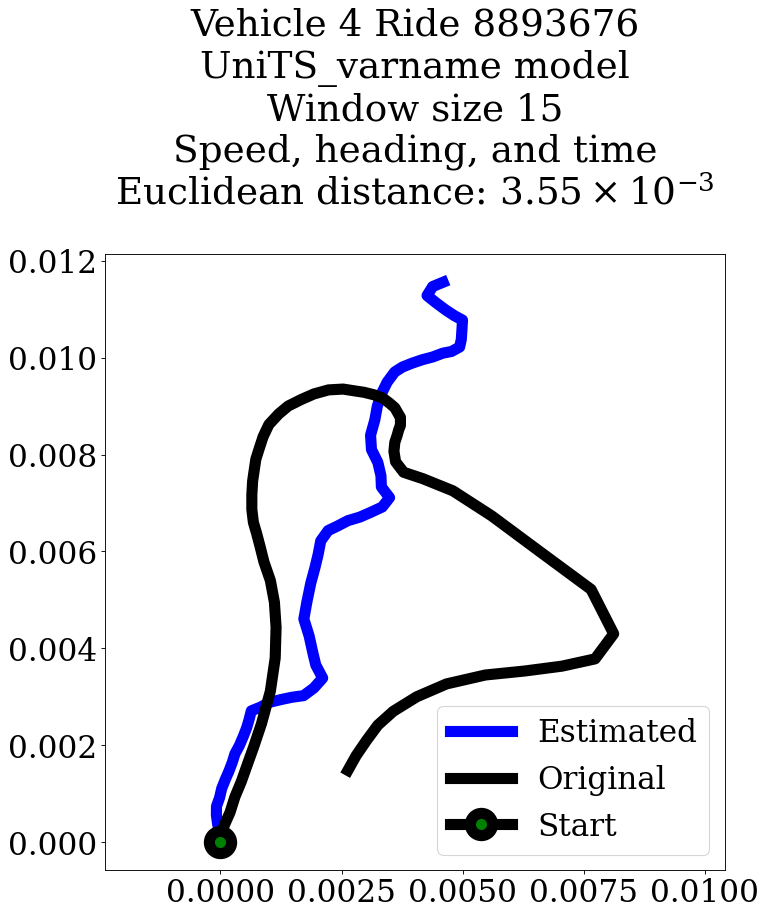 Vehicle 4 Ride 8893676
UniTS_varname model
Window size 15
Speed, heading, and time
Euclidean distance: 3.55 × 10⁻³
0.012
0.010
0.008
0.006
0.004
0.002
0.000
0.0000 0.0025 0.0050 0.0075 0.0100
Estimated
Original
Start